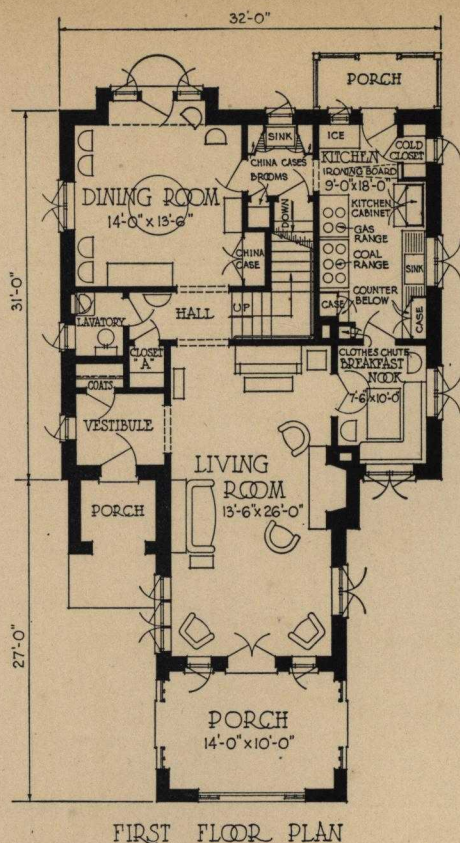 32'-0"
PORCH
SINK
ICE
COLD
CLOSET
CHINA CASES
KITCHEN
BROOMS
IRONING BOARD
9'-0" x 18'-0"
DINING ROOM
14'-0" x 13'-6"
DOWN
KITCHEN
CABINET
GAS
RANGE
COAL
RANGE
SINK
CHINA
CASE
31'-0"
COUNTER
BELOW
CASE
CASE
LAVATORY
HALL
UP
CLOSET
"A"
CLOTHES CHUTE
BREAKFAST
NOOK
7'-6" x 10'-0"
COATS
VESTIBULE
LIVING
ROOM
13'-6" x 26'-0"
PORCH
27'-0"
PORCH
14'-0" x 10'-0"
FIRST FLOOR PLAN